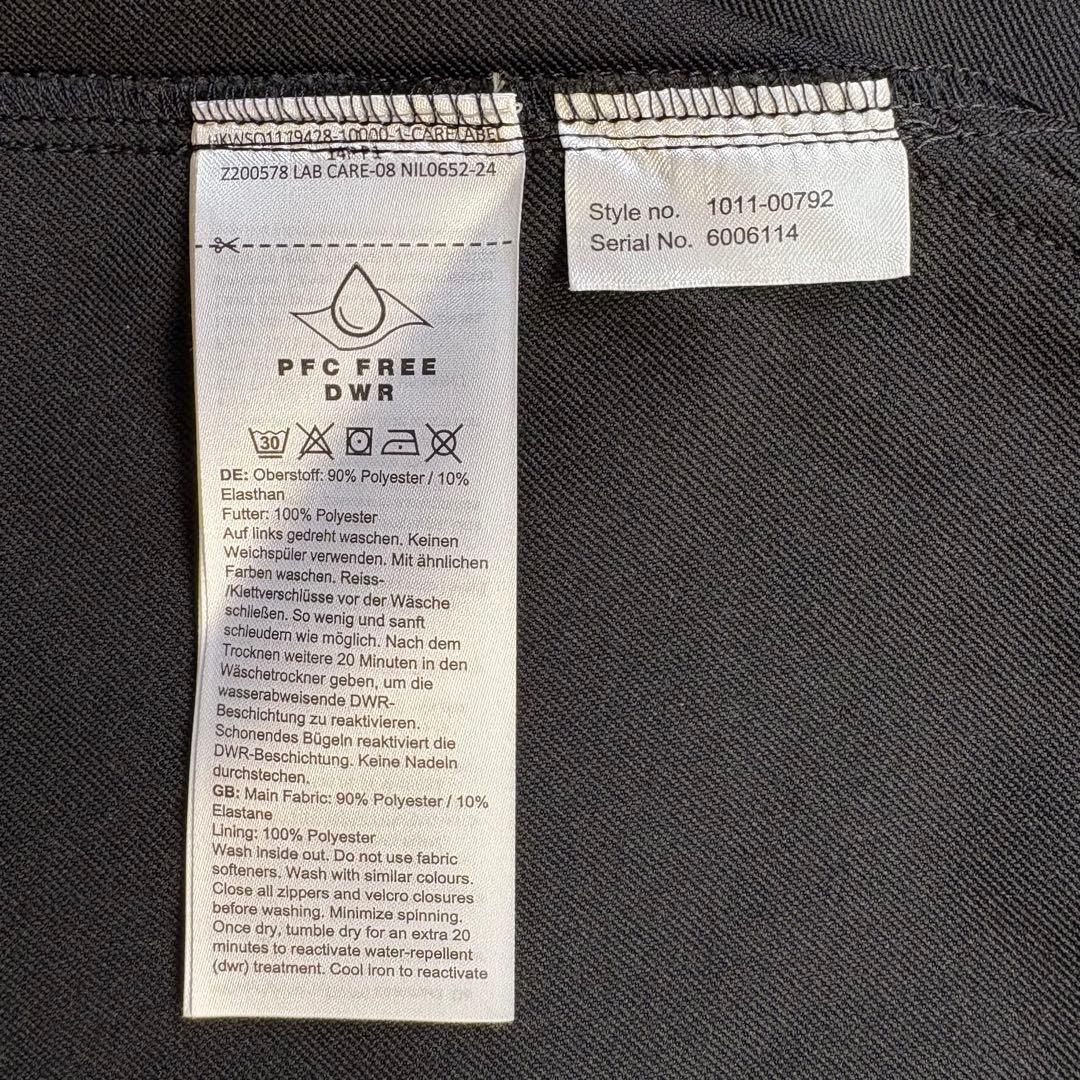 Z200578 LAB CARE-08 NIL0652-24
PFC FREE
DWR
30
DE: Oberstoff: 90% Polyester / 10%
Elasthan
Futter: 100% Polyester
Auf links gedreht waschen. Keinen
Weichspüler verwenden. Mit ähnlichen
Farben waschen. Reiss-
/Klettverschlüsse vor der Wäsche
schließen. So wenig und sanft
schleudern wie möglich. Nach dem
Trocknen weitere 20 Minuten in den
Wäschetrockner geben, um die
wasserabweisende DWR-
Beschichtung zu reaktivieren.
Schonendes Bügeln reaktiviert die
DWR-Beschichtung. Keine Nadeln
durchstechen.
GB: Main Fabric: 90% Polyester / 10%
Elastane
Lining: 100% Polyester
Wash inside out. Do not use fabric
softeners. Wash with similar colours.
Close all zippers and velcro closures
before washing. Minimize spinning.
Once dry, tumble dry for an extra 20
minutes to reactivate water-repellent
(dwr) treatment. Cool iron to reactivate
Style no. 1011-00792
Serial No. 6006114